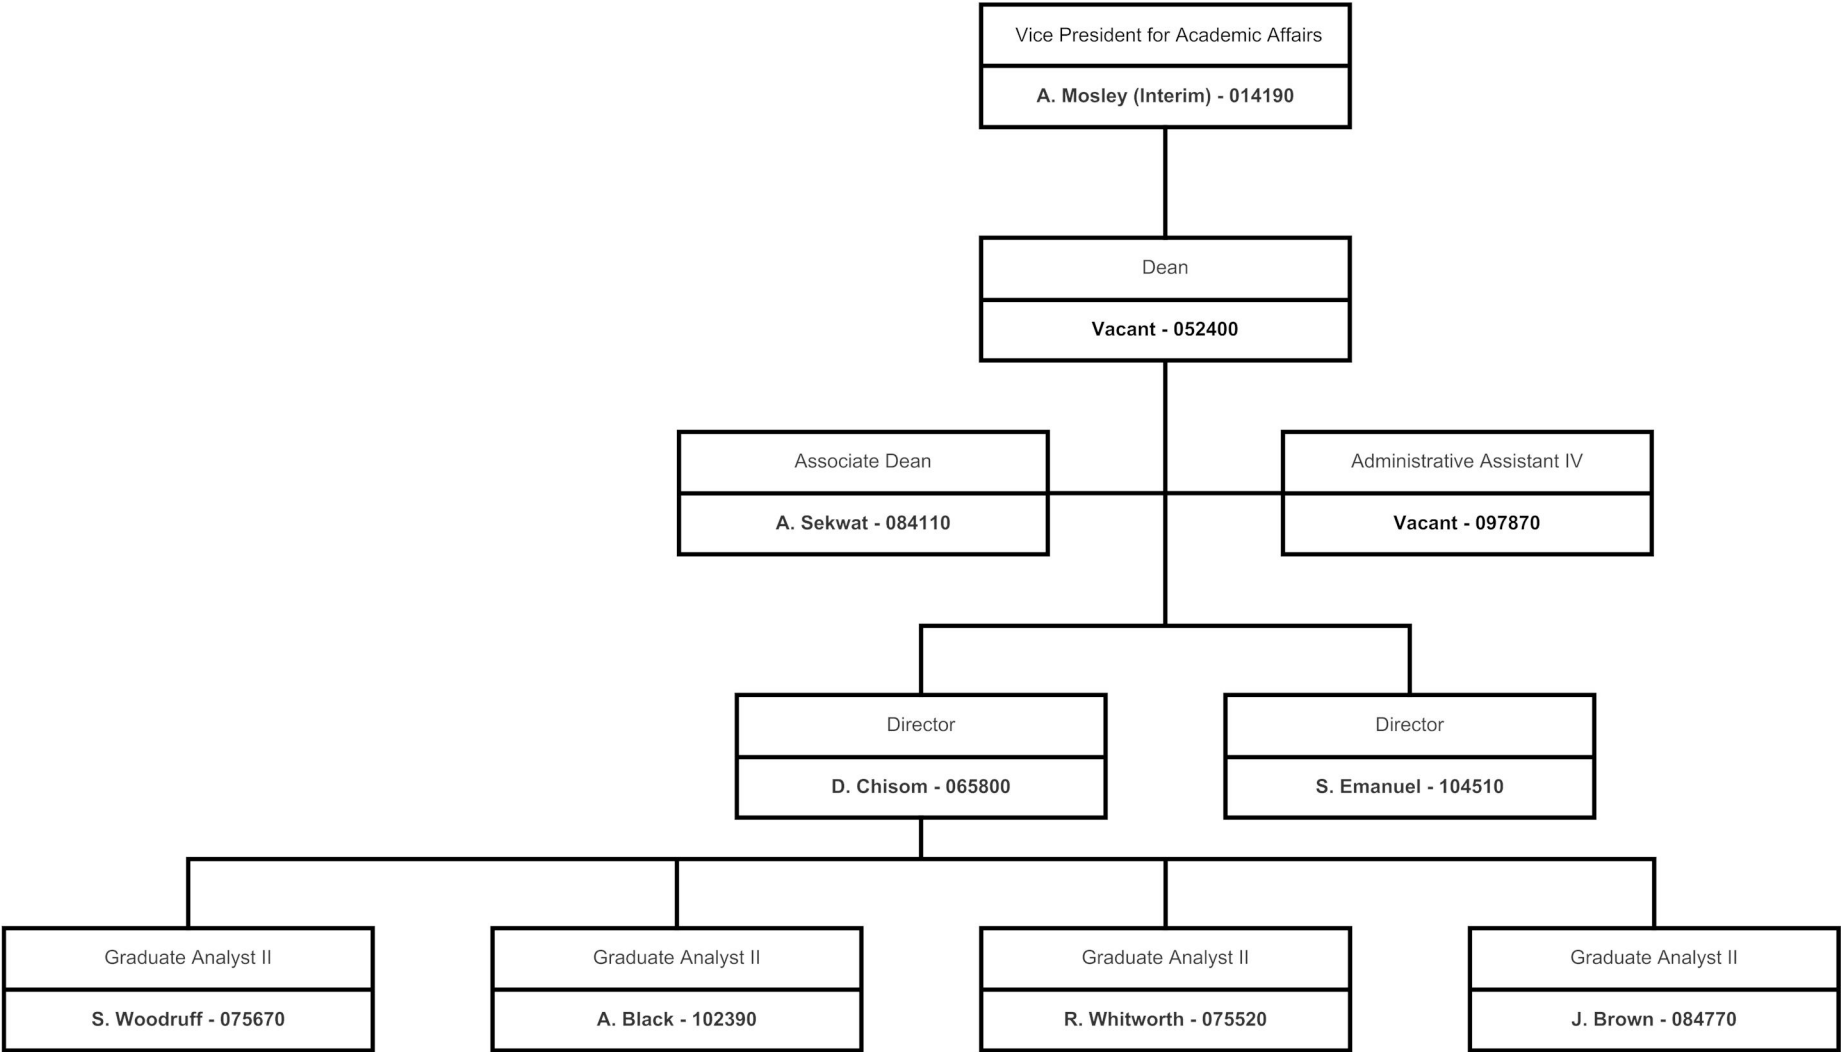 Vice President for Academic Affairs
A. Mosley (Interim) - 014190
Dean
Vacant - 052400
Associate Dean
A. Sekwat - 084110
Administrative Assistant IV
Vacant - 097870
Director
D. Chisom - 065800
Director
S. Emanuel - 104510
Graduate Analyst II
S. Woodruff - 075670
Graduate Analyst II
A. Black - 102390
Graduate Analyst II
R. Whitworth - 075520
Graduate Analyst II
J. Brown - 084770